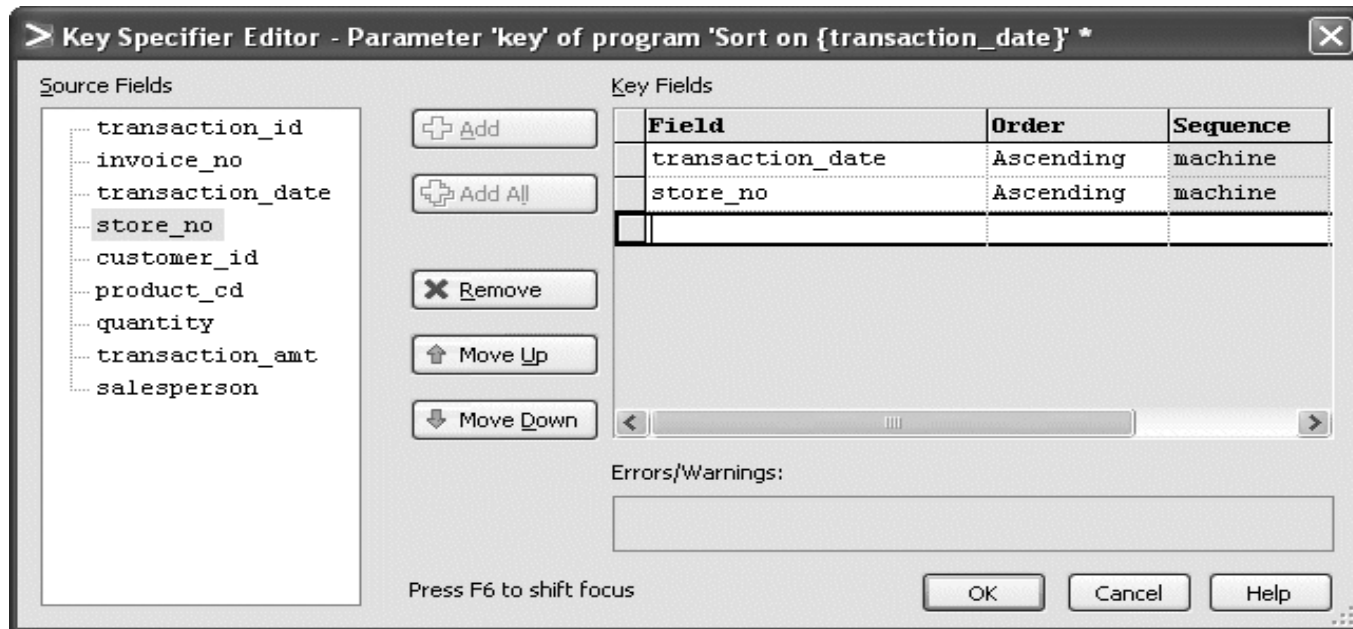 Key Specifier Editor - Parameter 'key' of program 'Sort on {transaction_date}' *
Source Fields
transaction_id
invoice_no
transaction_date
store_no
customer_id
product_cd
quantity
transaction_amt
salesperson
Add
Add All
Remove
Move Up
Move Down
Key Fields
Field Order Sequence
transaction_date Ascending machine
store_no Ascending machine
Errors/Warnings:
Press F6 to shift focus
OK Cancel Help